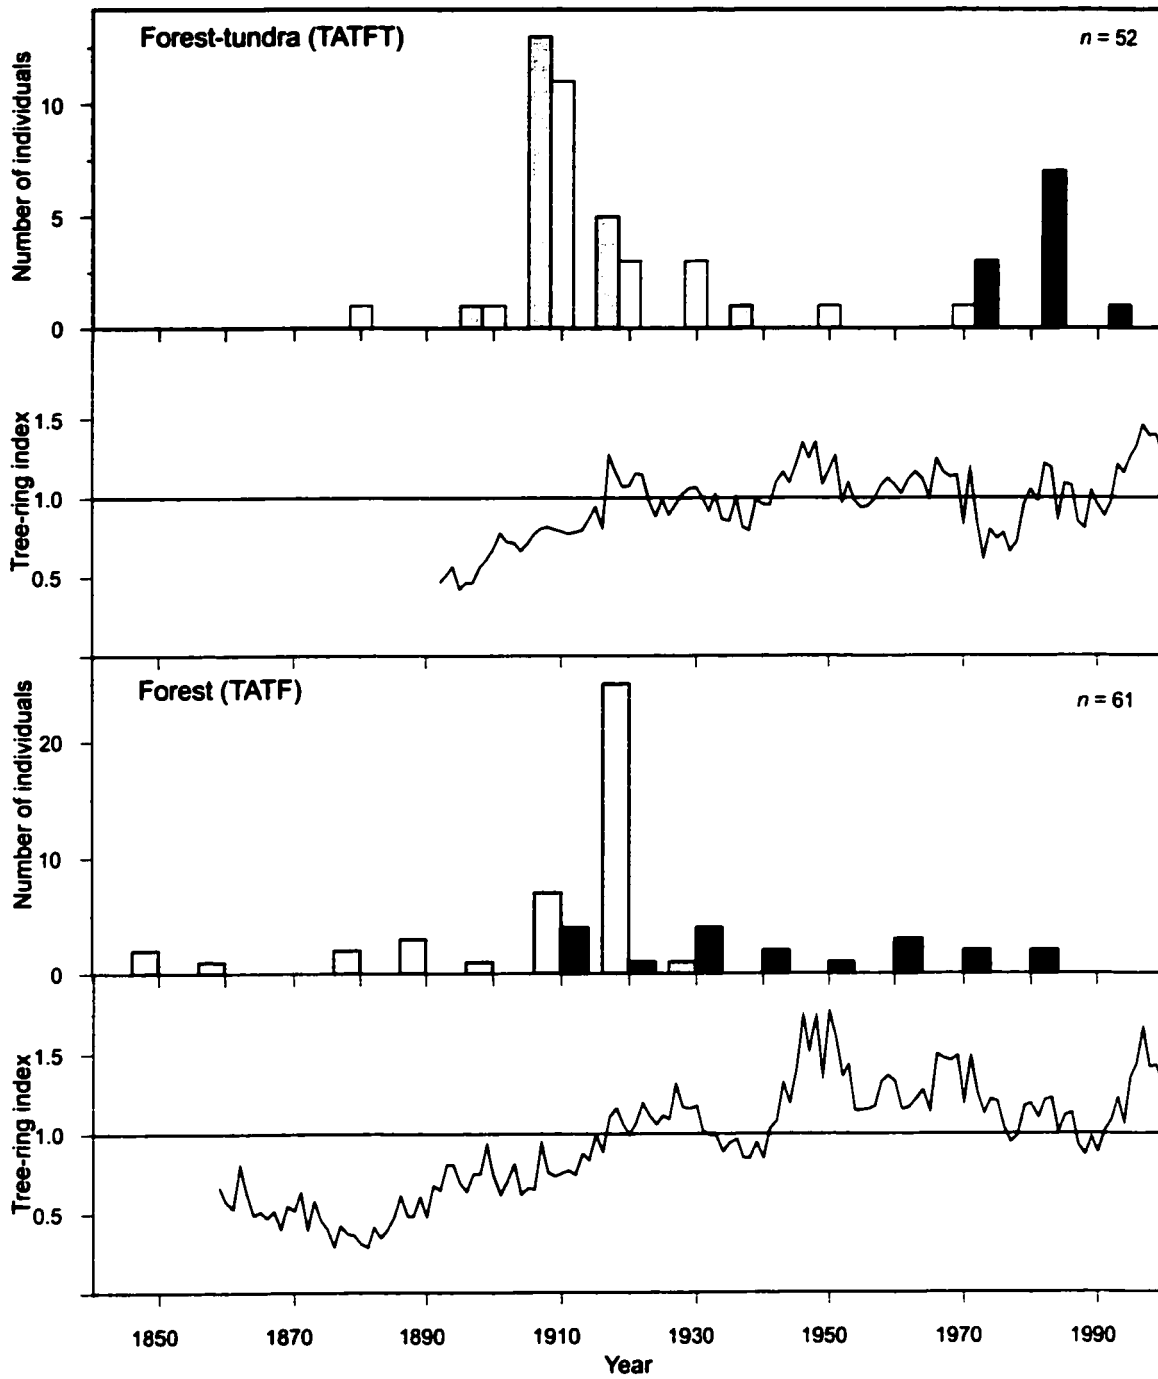 Forest-tundra (TATFT)
n = 52
Number of individuals
10
5
0
Tree-ring index
1.5
1.0
0.5
Forest (TATF)
n = 61
Number of individuals
20
10
0
Tree-ring index
1.5
1.0
0.5
1850 1870 1890 1910 1930 1950 1970 1990
Year